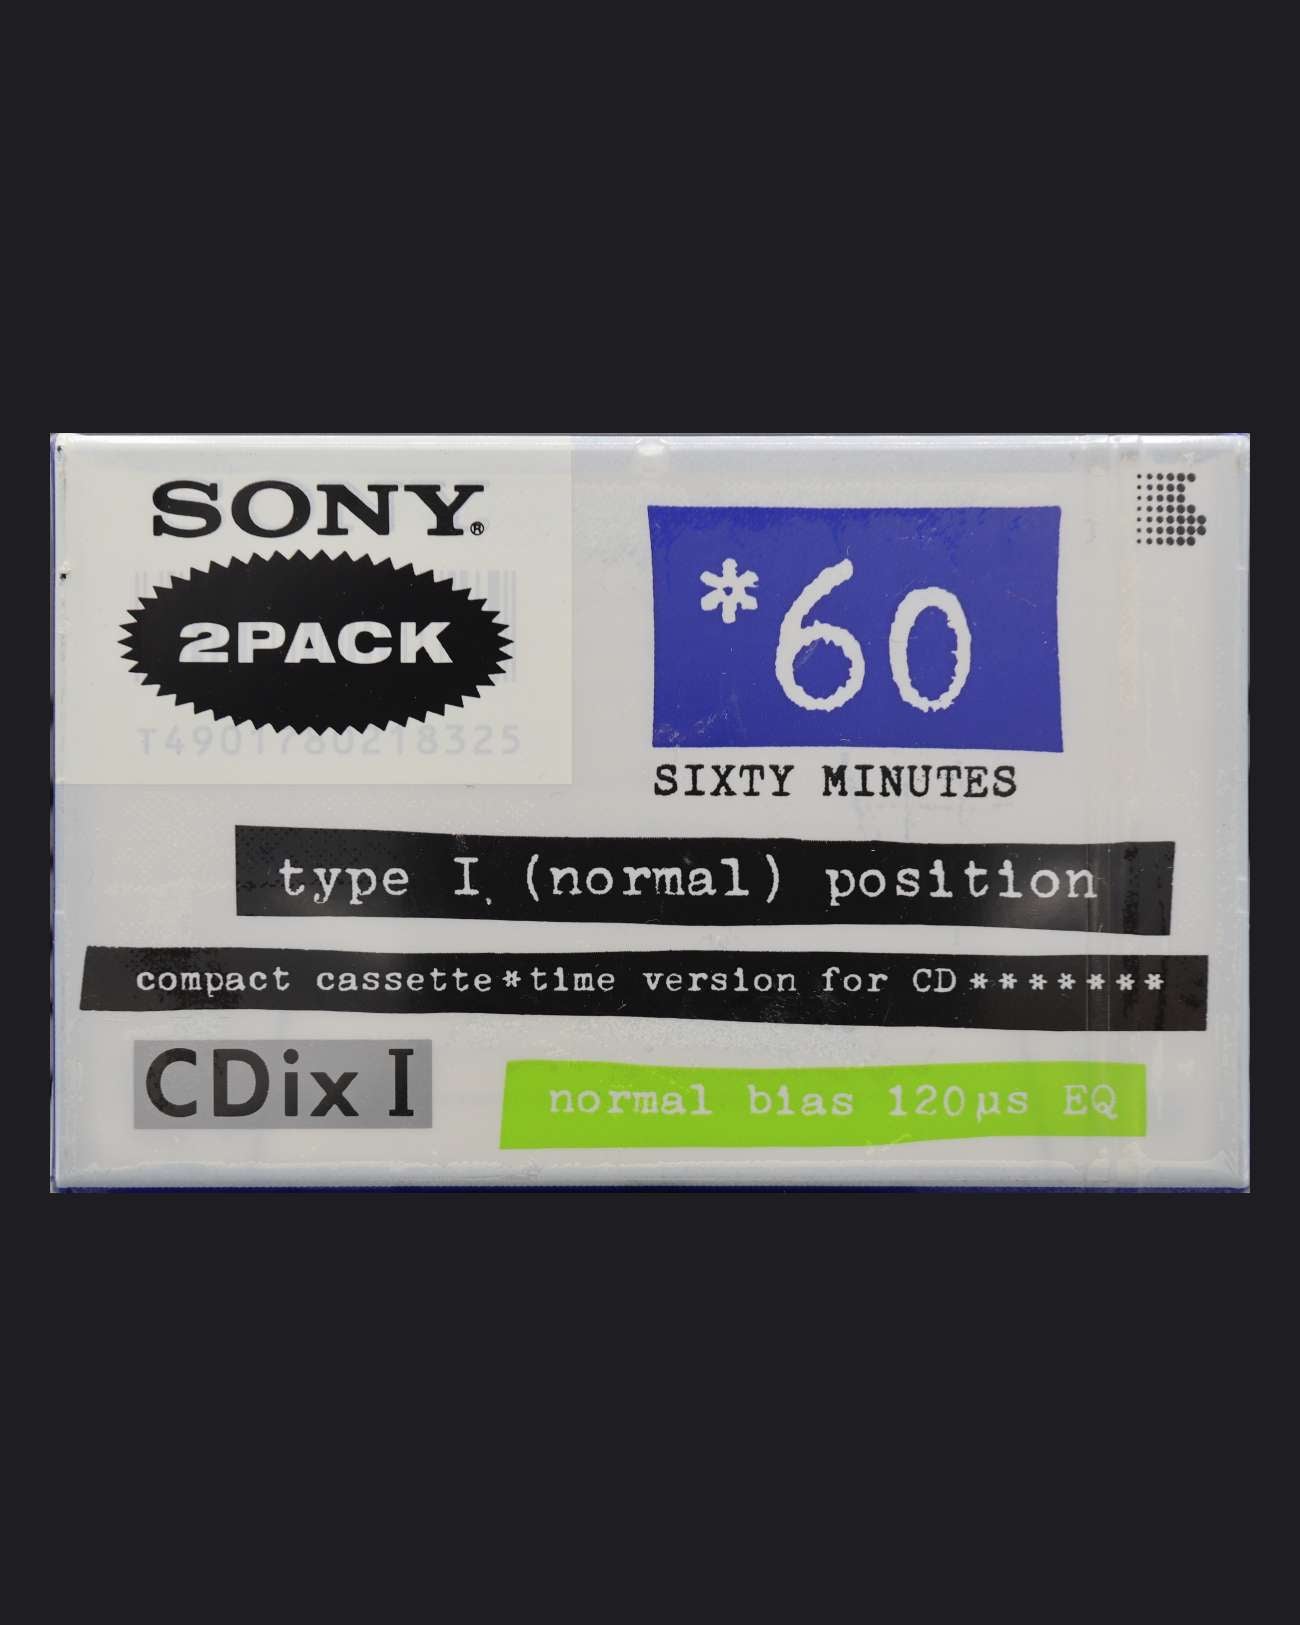 SONY®
2PACK
T4901780218325
*60
SIXTY MINUTES
type I (normal) position
compact cassette*time version for CD*******
CDix I
normal bias 120µs EQ